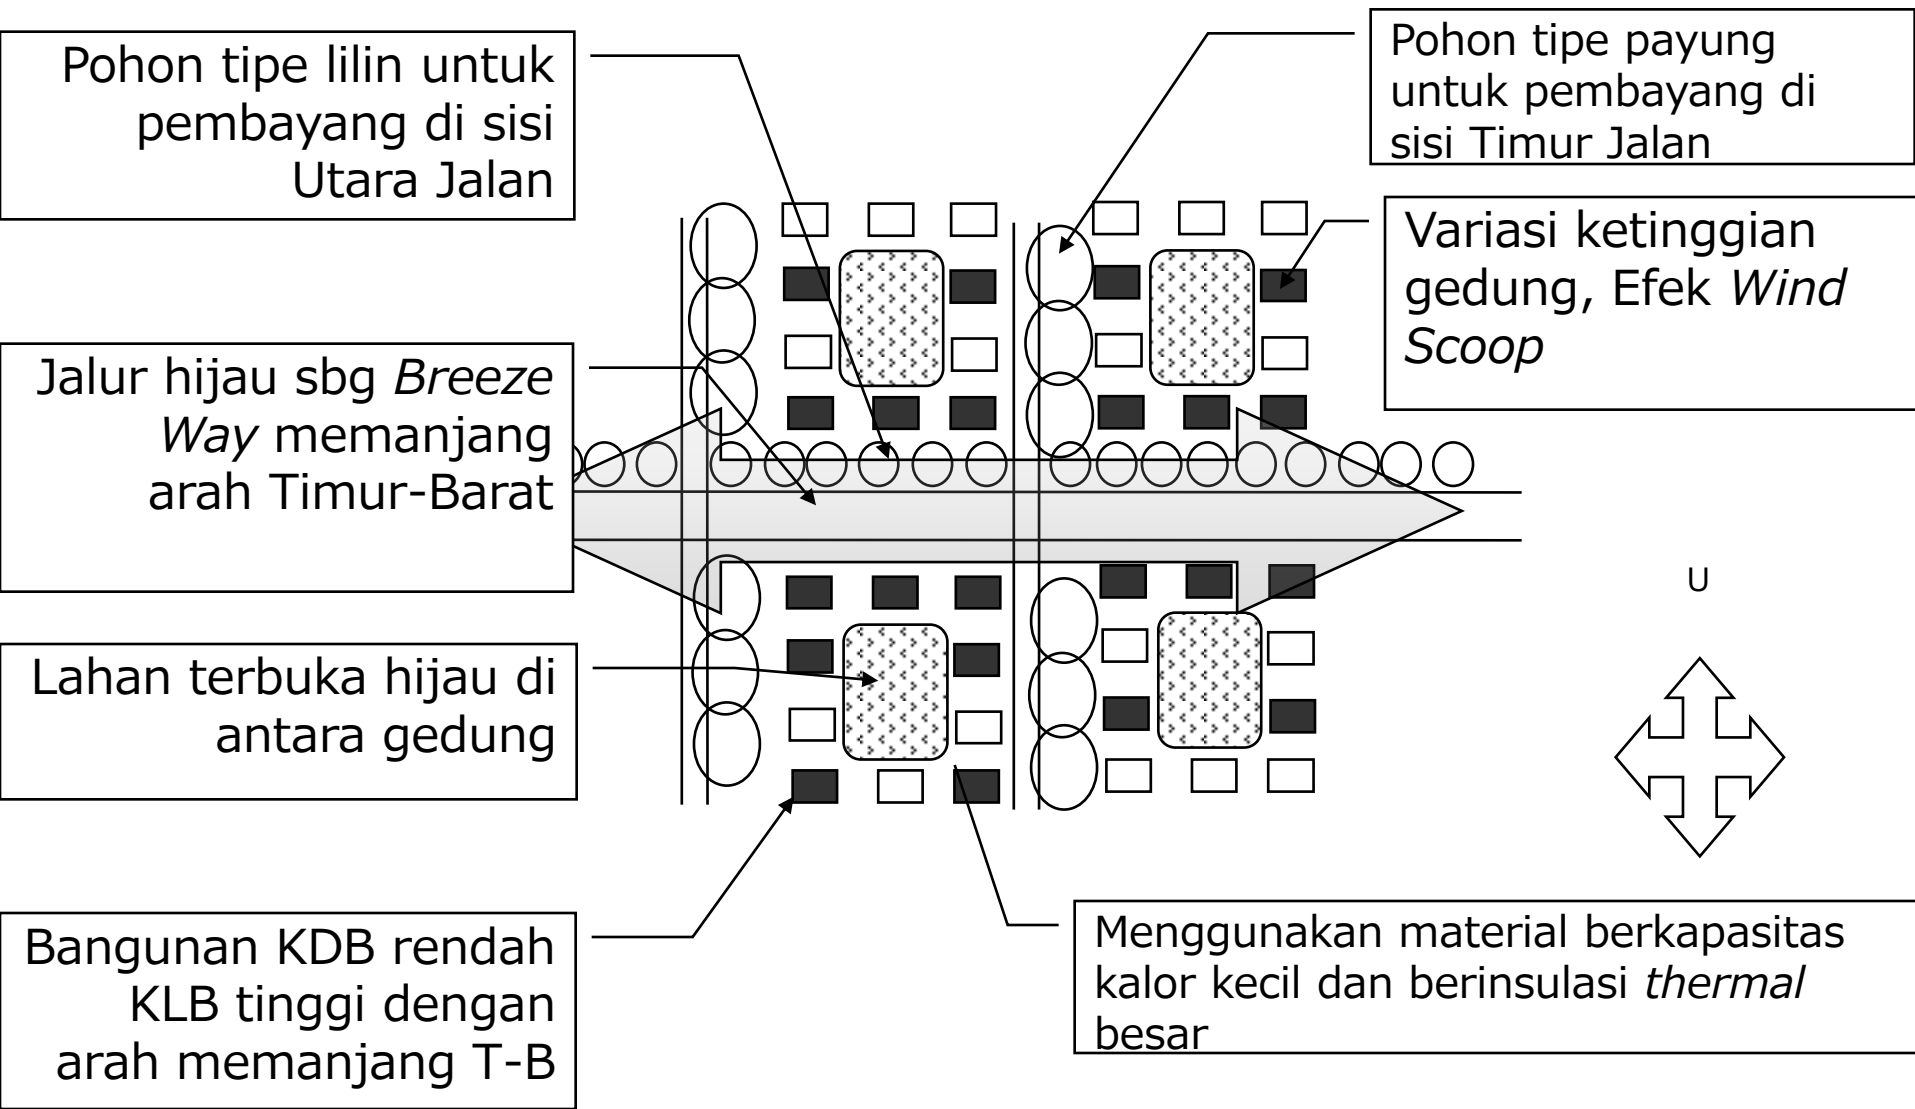 Pohon tipe lilin untuk
pembayang di sisi
Utara Jalan
Pohon tipe payung
untuk pembayang di
sisi Timur Jalan
Variasi ketinggian
gedung, Efek Wind
Scoop
Jalur hijau sbg Breeze
Way memanjang
arah Timur-Barat
U
Lahan terbuka hijau di
antara gedung
Bangunan KDB rendah
KLB tinggi dengan
arah memanjang T-B
Menggunakan material berkapasitas
kalor kecil dan berinsulasi thermal
besar